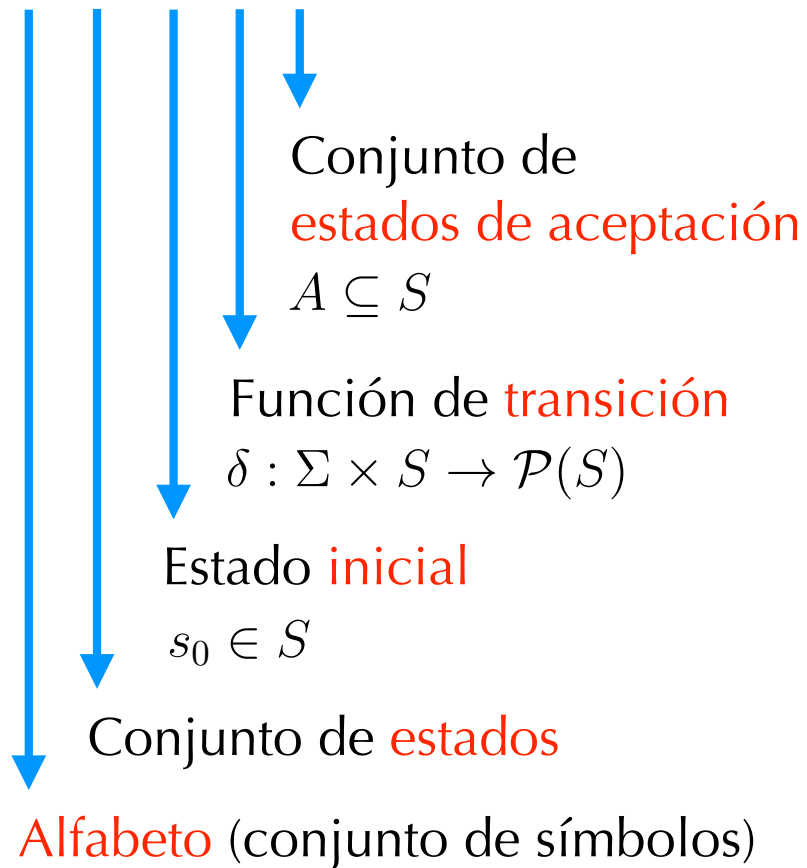 Conjunto de
estados de aceptación
A ⊆ S
Función de transición
δ : Σ × S → 𝒫(S)
Estado inicial
s₀ ∈ S
Conjunto de estados
Alfabeto (conjunto de símbolos)